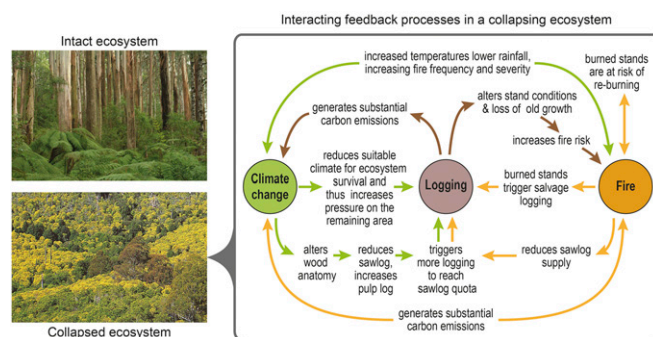 Interacting feedback processes in a collapsing ecosystem
Intact ecosystem
Collapsed ecosystem
increased temperatures lower rainfall,
increasing fire frequency and severity
burned stands
are at risk of
re-burning
generates substantial
carbon emissions
alters stand conditions
& loss of old growth
increases fire risk
Climate
change
reduces suitable
climate for ecosystem
survival and
thus increases
pressure on the
remaining area
Logging
burned stands
trigger salvage
logging
Fire
alters
wood
anatomy
reduces
sawlog,
increases
pulp log
triggers
more logging
to reach
sawlog quota
reduces sawlog
supply
generates substantial
carbon emissions